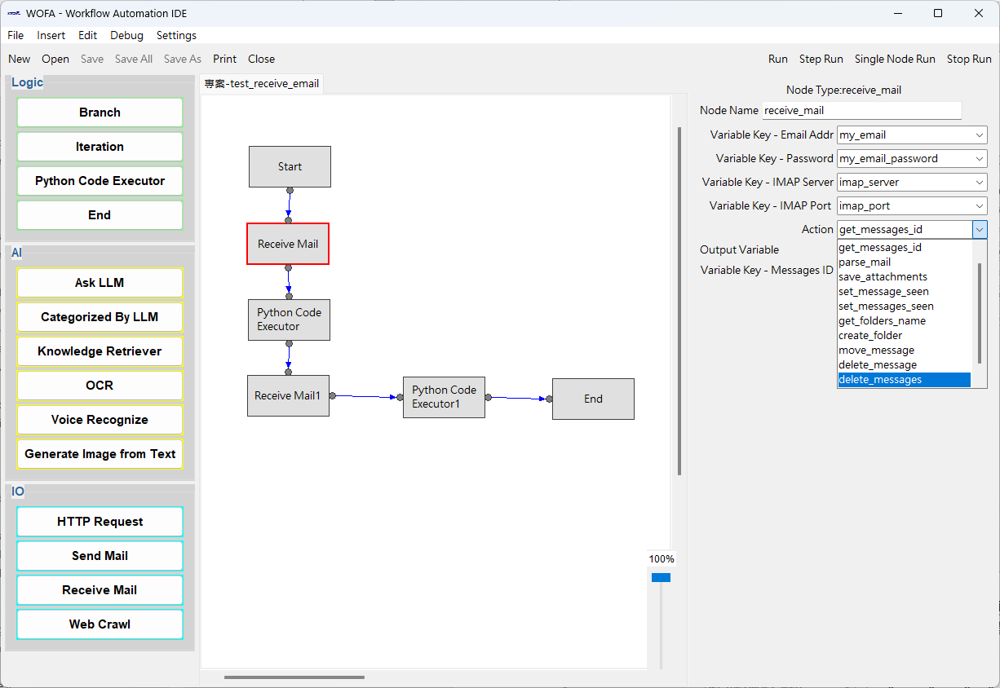 WOFA - Workflow Automation IDE
File Insert Edit Debug Settings
New Open Save Save All Save As Print Close Run Step Run Single Node Run Stop Run
Logic
Branch
Iteration
Python Code Executor
End
AI
Ask LLM
Categorized By LLM
Knowledge Retriever
OCR
Voice Recognize
Generate Image from Text
IO
HTTP Request
Send Mail
Receive Mail
Web Crawl
專案-test_receive_email
Start
Receive Mail
Python Code
Executor
Receive Mail1
Python Code
Executor1
End
100%
Node Type:receive_mail
Node Name receive_mail
Variable Key - Email Addr my_email
Variable Key - Password my_email_password
Variable Key - IMAP Server imap_server
Variable Key - IMAP Port imap_port
Action get_messages_id
Output Variable
Variable Key - Messages ID
get_messages_id
parse_mail
save_attachments
set_message_seen
set_messages_seen
get_folders_name
create_folder
move_message
delete_message
delete_messages